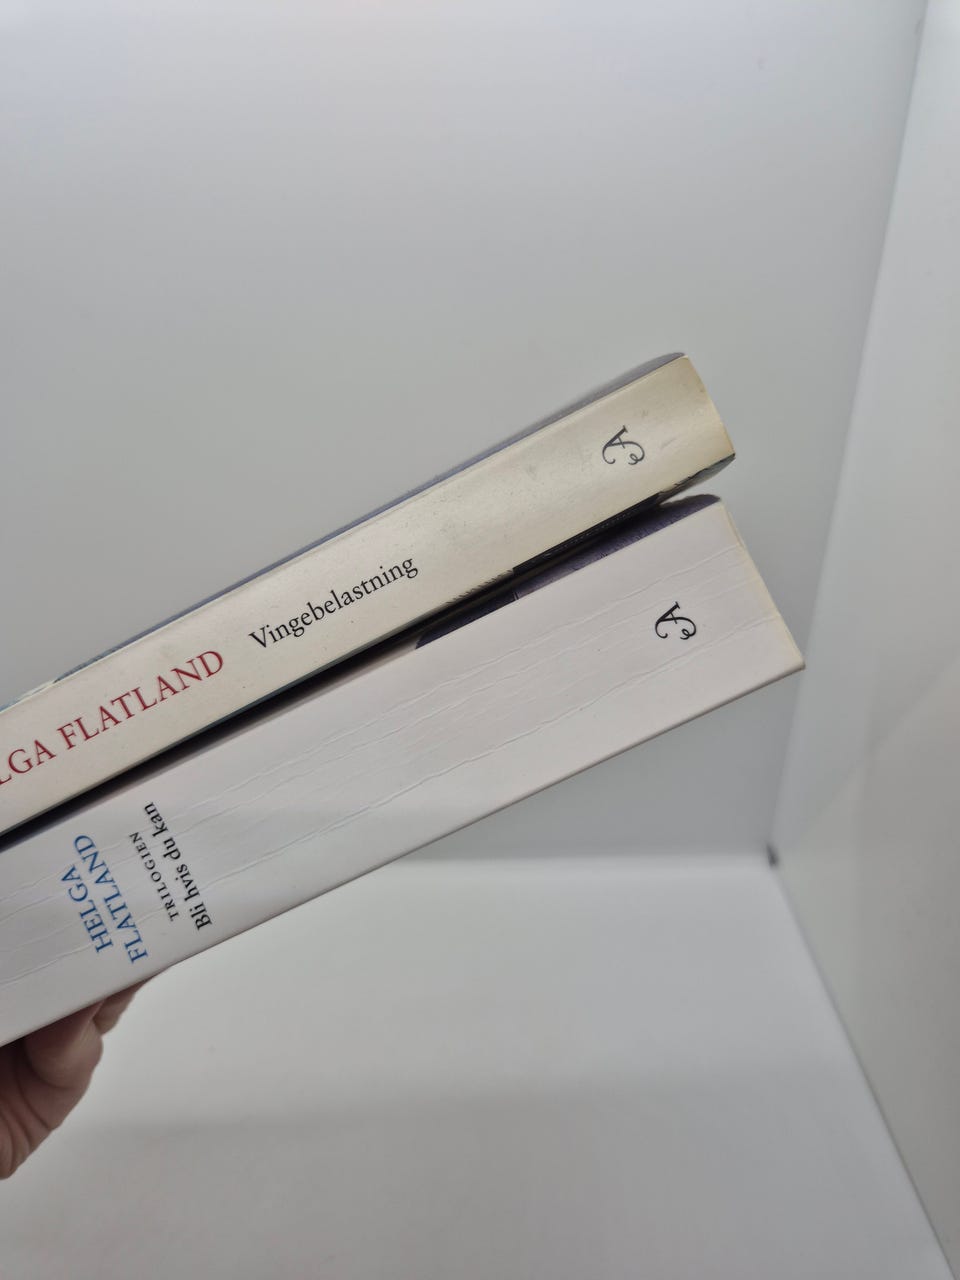 LGA FLATLAND Vingebelastning A
HELGA
FLATLAND
TRILOGIEN
Bli hvis du kan
A